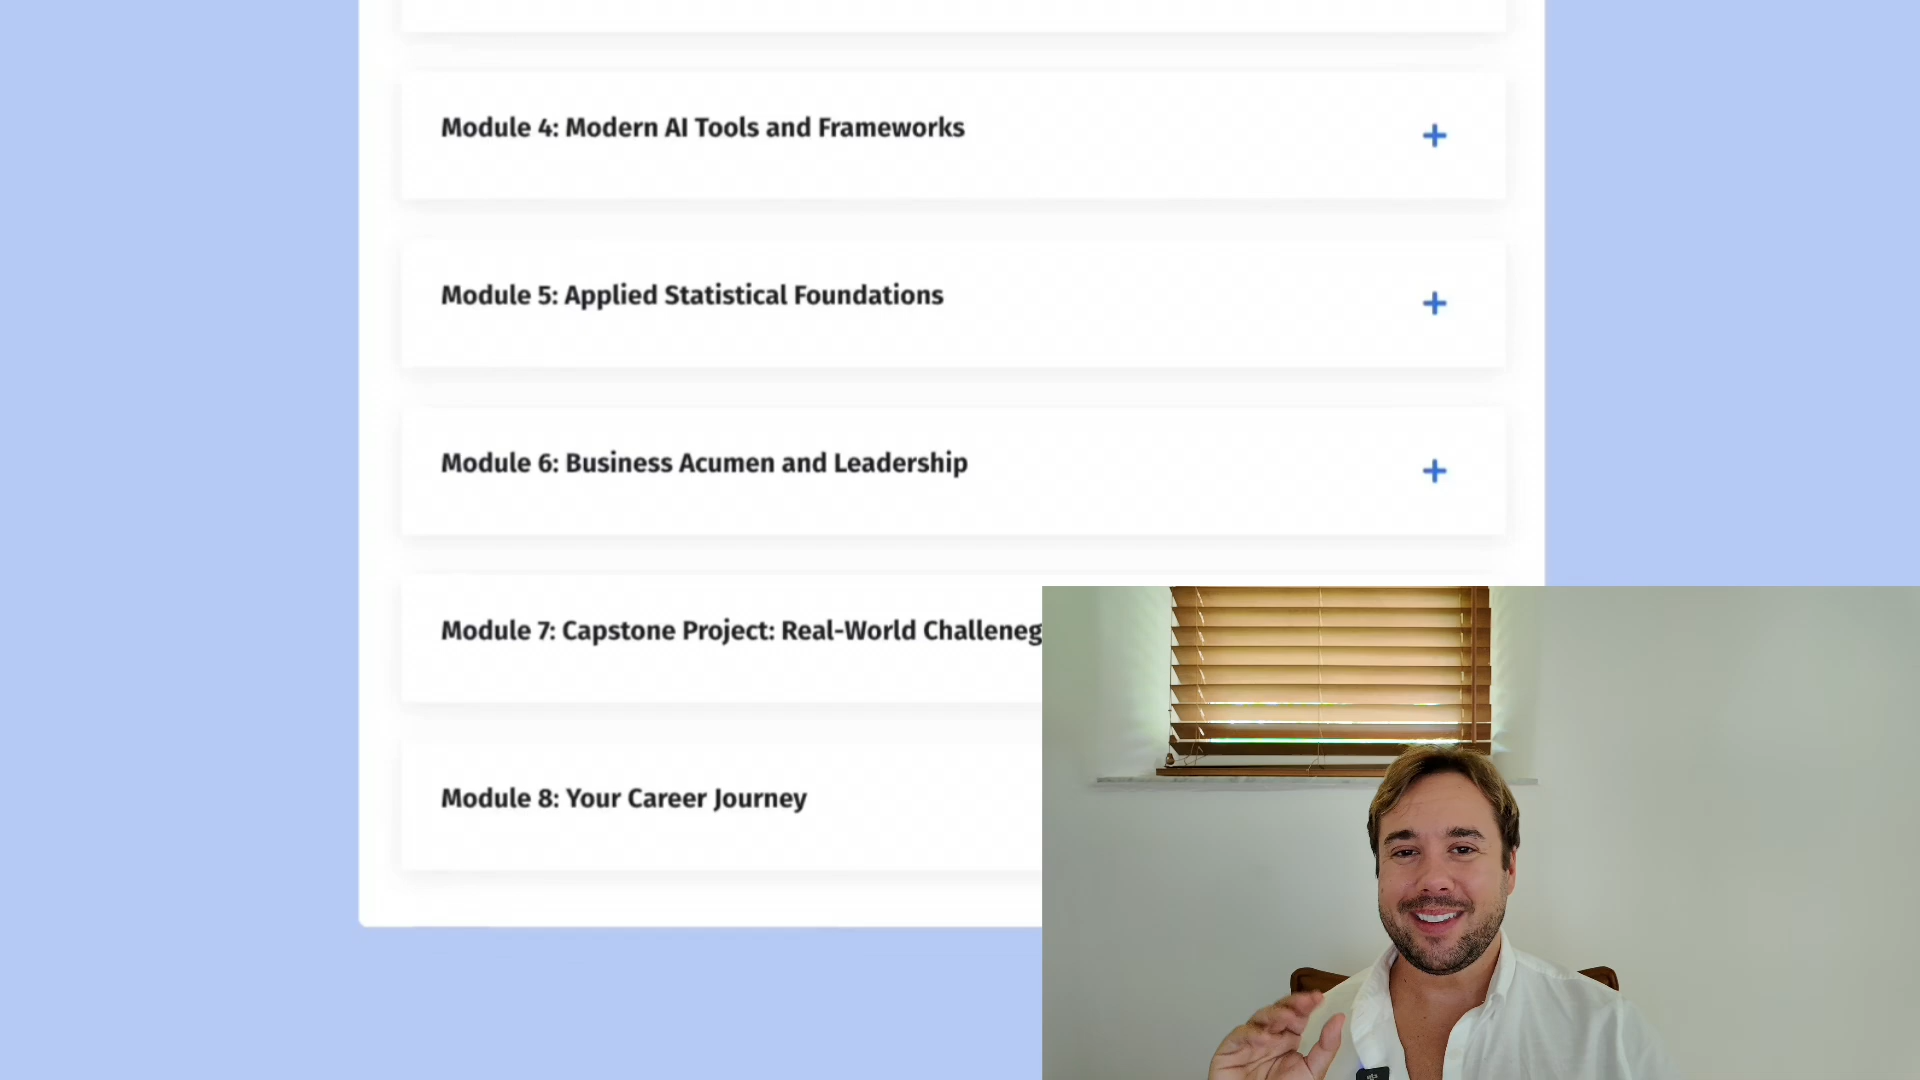 Module 4: Modern AI Tools and Frameworks
Module 5: Applied Statistical Foundations
Module 6: Business Acumen and Leadership
Module 7: Capstone Project: Real-World Challeneg
Module 8: Your Career Journey